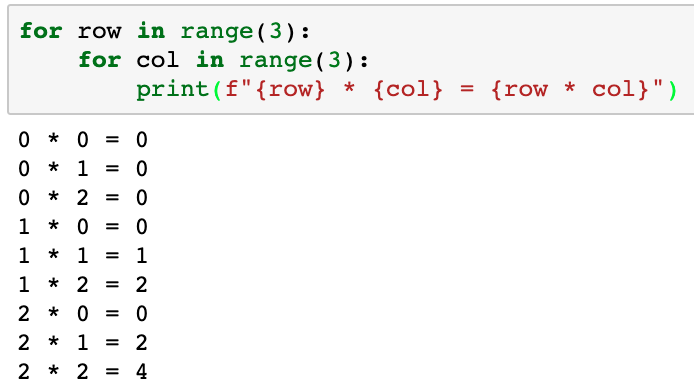 for row in range(3):
    for col in range(3):
        print(f"{row} * {col} = {row * col}")
0 * 0 = 0
0 * 1 = 0
0 * 2 = 0
1 * 0 = 0
1 * 1 = 1
1 * 2 = 2
2 * 0 = 0
2 * 1 = 2
2 * 2 = 4